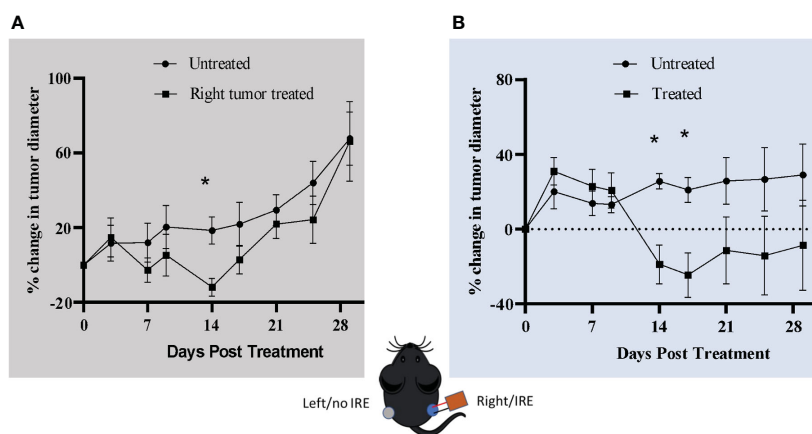 A
B
Untreated
Right tumor treated
% change in tumor diameter
100
60
20
-20
0
7
14
21
28
Days Post Treatment
*
Untreated
Treated
% change in tumor diameter
80
40
0
-40
0
7
14
21
28
Days Post Treatment
*
*
Left/no IRE
Right/IRE